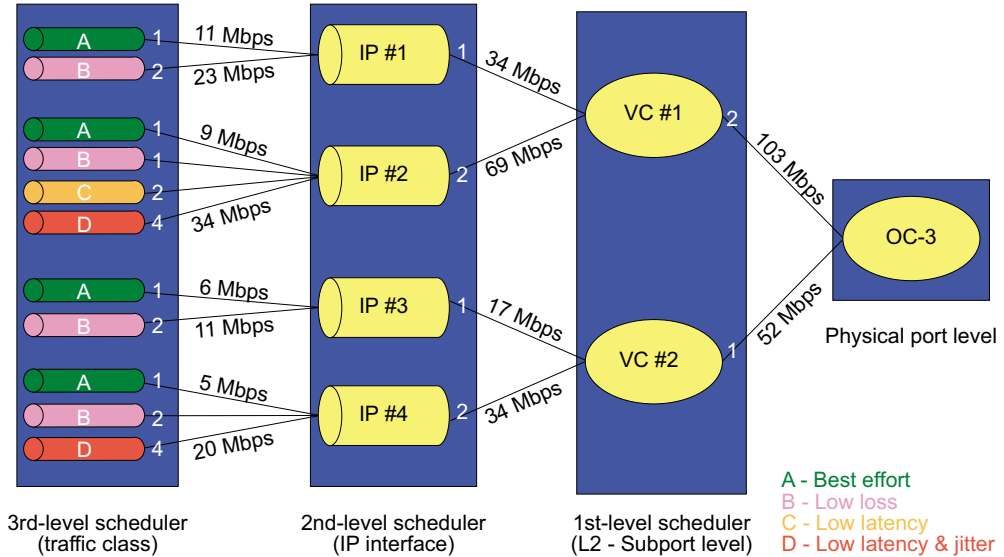 A 1 11 Mbps
B 2 23 Mbps
IP #1 1 34 Mbps
A 1 9 Mbps
B 1
C 2
D 4 34 Mbps
IP #2 2 69 Mbps
VC #1 2 103 Mbps
A 1 6 Mbps
B 2 11 Mbps
IP #3 1 17 Mbps
A 1 5 Mbps
B 2
D 4 20 Mbps
IP #4 2 34 Mbps
VC #2 1 52 Mbps
OC-3
Physical port level
3rd-level scheduler
(traffic class)
2nd-level scheduler
(IP interface)
1st-level scheduler
(L2 - Subport level)
A - Best effort
B - Low loss
C - Low latency
D - Low latency & jitter